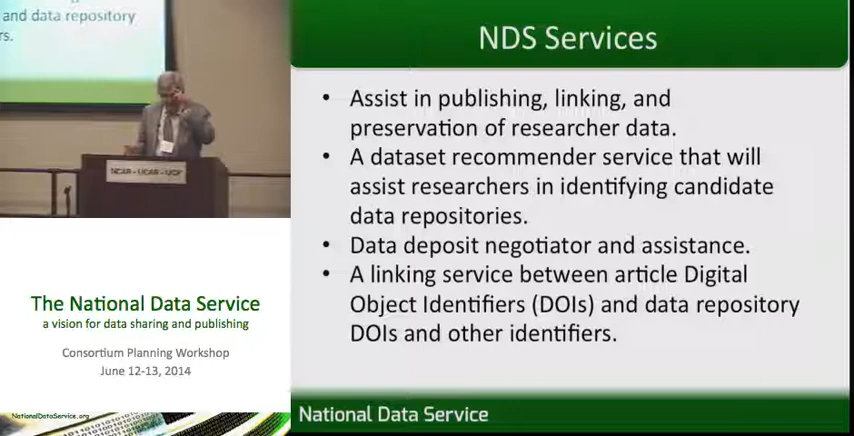 and data repository
rs.
NCAR - UCAR - UCP
The National Data Service
a vision for data sharing and publishing
Consortium Planning Workshop
June 12-13, 2014
NationalDataService.org
NDS Services
• Assist in publishing, linking, and
preservation of researcher data.
• A dataset recommender service that will
assist researchers in identifying candidate
data repositories.
• Data deposit negotiator and assistance.
• A linking service between article Digital
Object Identifiers (DOIs) and data repository
DOIs and other identifiers.
National Data Service